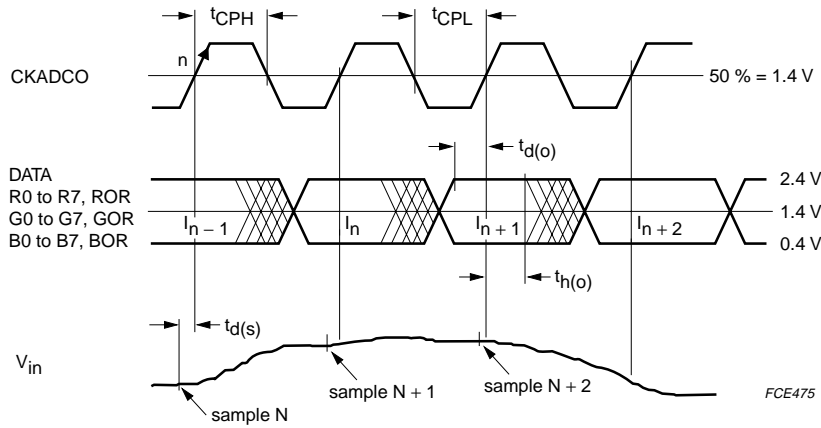 tCPH
tCPL
n
CKADCO
50 % = 1.4 V
td(o)
DATA
R0 to R7, ROR
G0 to G7, GOR
B0 to B7, BOR
2.4 V
1.4 V
0.4 V
In − 1
In
In + 1
In + 2
th(o)
td(s)
Vin
sample N
sample N + 1
sample N + 2
FCE475